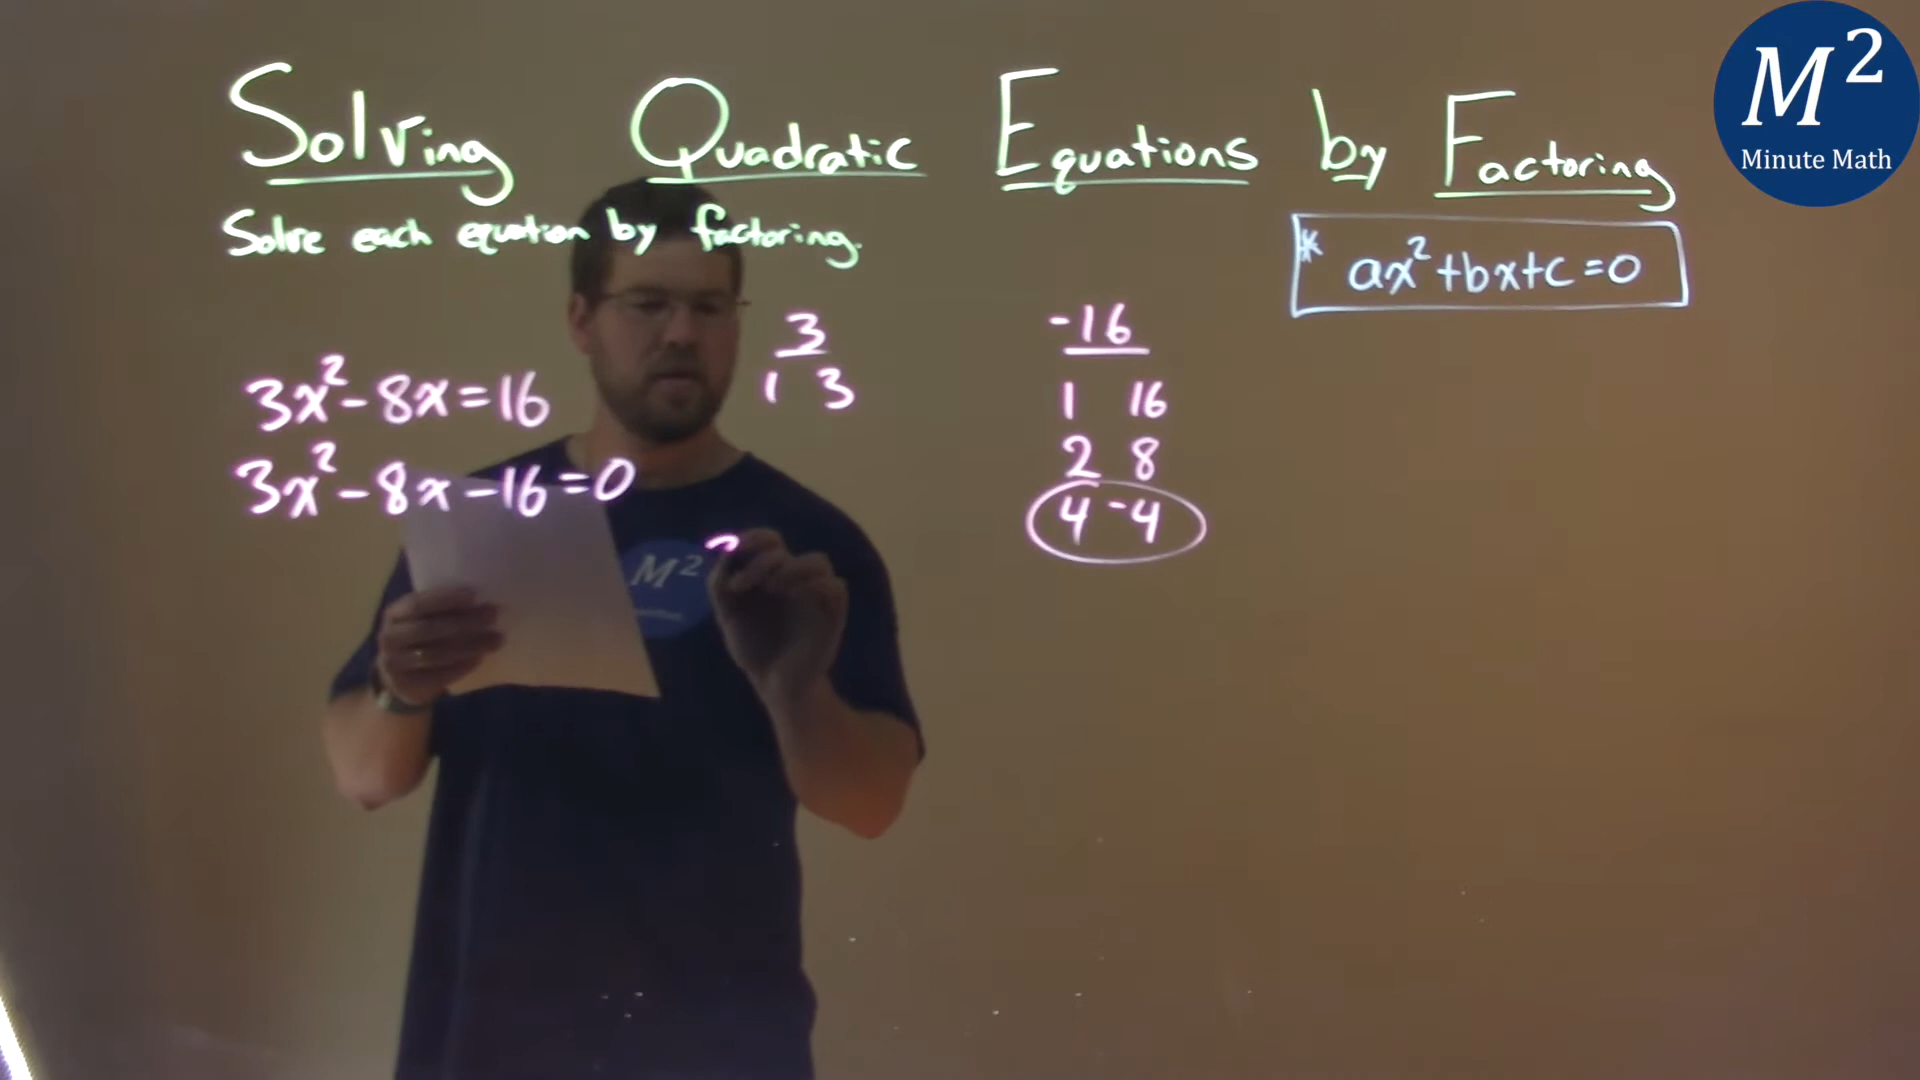 Solving Quadratic Equations by Factoring
M²
Minute Math
Solve each equation by factoring.
* ax²+bx+c=0
3x²-8x=16
3x²-8x-16=0
3
1 3
-16
1 16
2 8
4 -4
M²